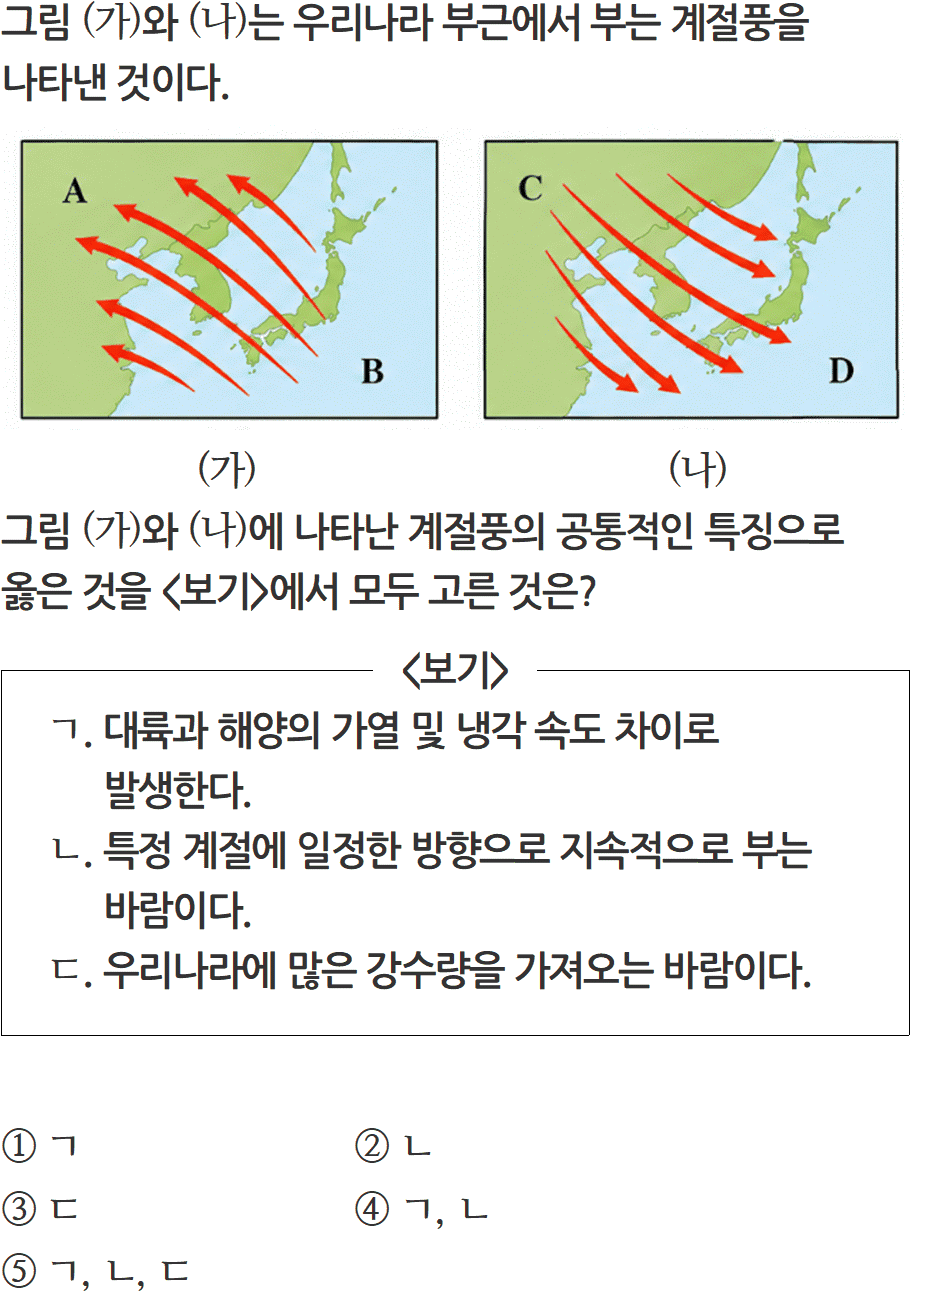 그림 (가)와 (나)는 우리나라 부근에서 부는 계절풍을
나타낸 것이다.
A
B
C
D
(가)
(나)
그림 (가)와 (나)에 나타난 계절풍의 공통적인 특징으로
옳은 것을 <보기>에서 모두 고른 것은?
<보기>
ㄱ. 대륙과 해양의 가열 및 냉각 속도 차이로
발생한다.
ㄴ. 특정 계절에 일정한 방향으로 지속적으로 부는
바람이다.
ㄷ. 우리나라에 많은 강수량을 가져오는 바람이다.
① ㄱ ② ㄴ
③ ㄷ ④ ㄱ, ㄴ
⑤ ㄱ, ㄴ, ㄷ